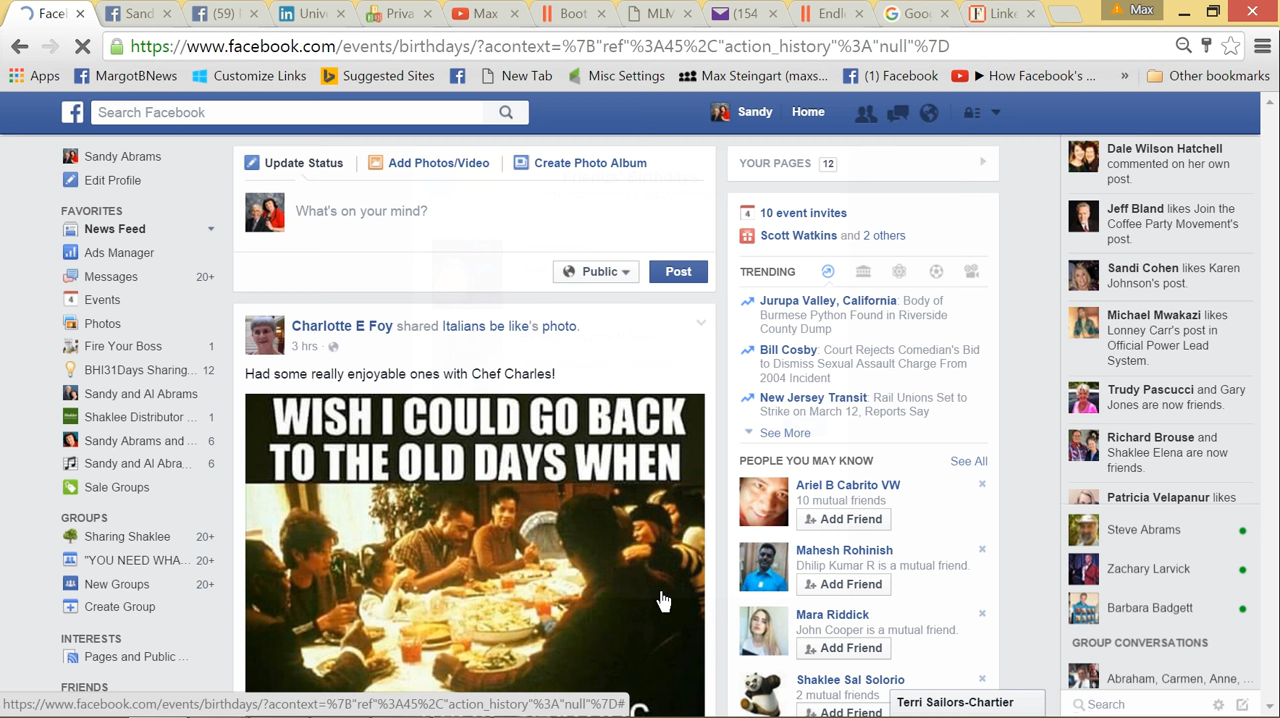 Facel
Sand
(59)
Univ
Priva
Max
Boot
MLM
(154
Endl
Goo
Linke
Max
https://www.facebook.com/events/birthdays/?acontext=%7B"ref"%3A45%2C"action_history"%3A"null"%7D
Apps
MargotBNews
Customize Links
Suggested Sites
New Tab
Misc Settings
Max Steingart (maxs...
(1) Facebook
How Facebook's ...
»
Other bookmarks
Search Facebook
Sandy
Home
Sandy Abrams
Edit Profile
FAVORITES
News Feed
Ads Manager
Messages 20+
Events
Photos
Fire Your Boss 1
BHI31Days Sharing... 12
Sandy and Al Abrams
Shaklee Distributor ... 1
Sandy Abrams and ... 6
Sandy and Al Abra... 6
Sale Groups
GROUPS
Sharing Shaklee 20+
"YOU NEED WHA... 20+
New Groups 20+
Create Group
INTERESTS
Pages and Public ...
FRIENDS
Update Status
Add Photos/Video
Create Photo Album
What's on your mind?
Public
Post
Charlotte E Foy shared Italians be like's photo.
3 hrs ·
Had some really enjoyable ones with Chef Charles!
WISH I COULD GO BACK
TO THE OLD DAYS WHEN
YOUR PAGES 12
10 event invites
Scott Watkins and 2 others
TRENDING
Jurupa Valley, California: Body of
Burmese Python Found in Riverside
County Dump
Bill Cosby: Court Rejects Comedian's Bid
to Dismiss Sexual Assault Charge From
2004 Incident
New Jersey Transit: Rail Unions Set to
Strike on March 12, Reports Say
See More
PEOPLE YOU MAY KNOW
See All
Ariel B Cabrito VW
10 mutual friends
Add Friend
Mahesh Rohinish
Dhilip Kumar R is a mutual friend.
Add Friend
Mara Riddick
John Cooper is a mutual friend.
Add Friend
Shaklee Sal Solorio
2 mutual friends
Add Friend
Terri Sailors-Chartier
Dale Wilson Hatchell
commented on her own
post.
Jeff Bland likes Join the
Coffee Party Movement's
post.
Sandi Cohen likes Karen
Johnson's post.
Michael Mwakazi likes
Lonney Carr's post in
Official Power Lead
System.
Trudy Pascucci and Gary
Jones are now friends.
Richard Brouse and
Shaklee Elena are now
friends.
Patricia Velapanur likes
Steve Abrams
Zachary Larvick
Barbara Badgett
GROUP CONVERSATIONS
Abraham, Carmen, Anne, ...
Search
https://www.facebook.com/events/birthdays/?acontext=%7B"ref"%3A45%2C"action_history"%3A"null"%7D#